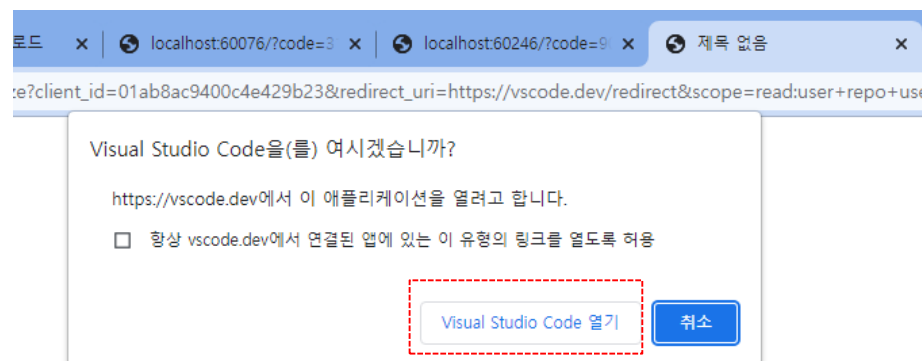 로드
localhost:60076/?code=3
localhost:60246/?code=9
제목 없음
ze?client_id=01ab8ac9400c4e429b23&redirect_uri=https://vscode.dev/redirect&scope=read:user+repo+use
Visual Studio Code을(를) 여시겠습니까?
https://vscode.dev에서 이 애플리케이션을 열려고 합니다.
항상 vscode.dev에서 연결된 앱에 있는 이 유형의 링크를 열도록 허용
Visual Studio Code 열기
취소